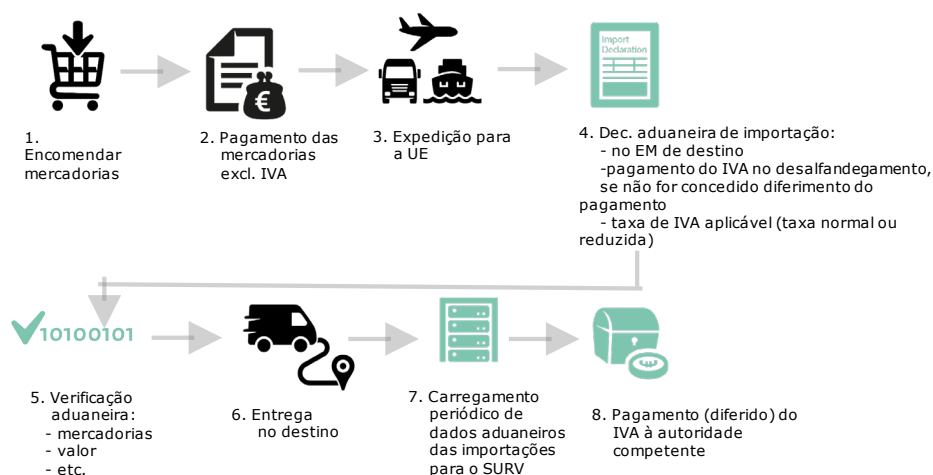 Import
Declaration
1.
Encomendar
mercadorias
2. Pagamento das
mercadorias
excl. IVA
3. Expedição para
a UE
4. Dec. aduaneira de importação:
- no EM de destino
-pagamento do IVA no desalfandegamento,
se não for concedido diferimento do
pagamento
- taxa de IVA aplicável (taxa normal ou
reduzida)
10100101
5. Verificação
aduaneira:
- mercadorias
- valor
- etc.
6. Entrega
no destino
7. Carregamento
periódico de
dados aduaneiros
das importações
para o SURV
8. Pagamento (diferido) do
IVA à autoridade
competente